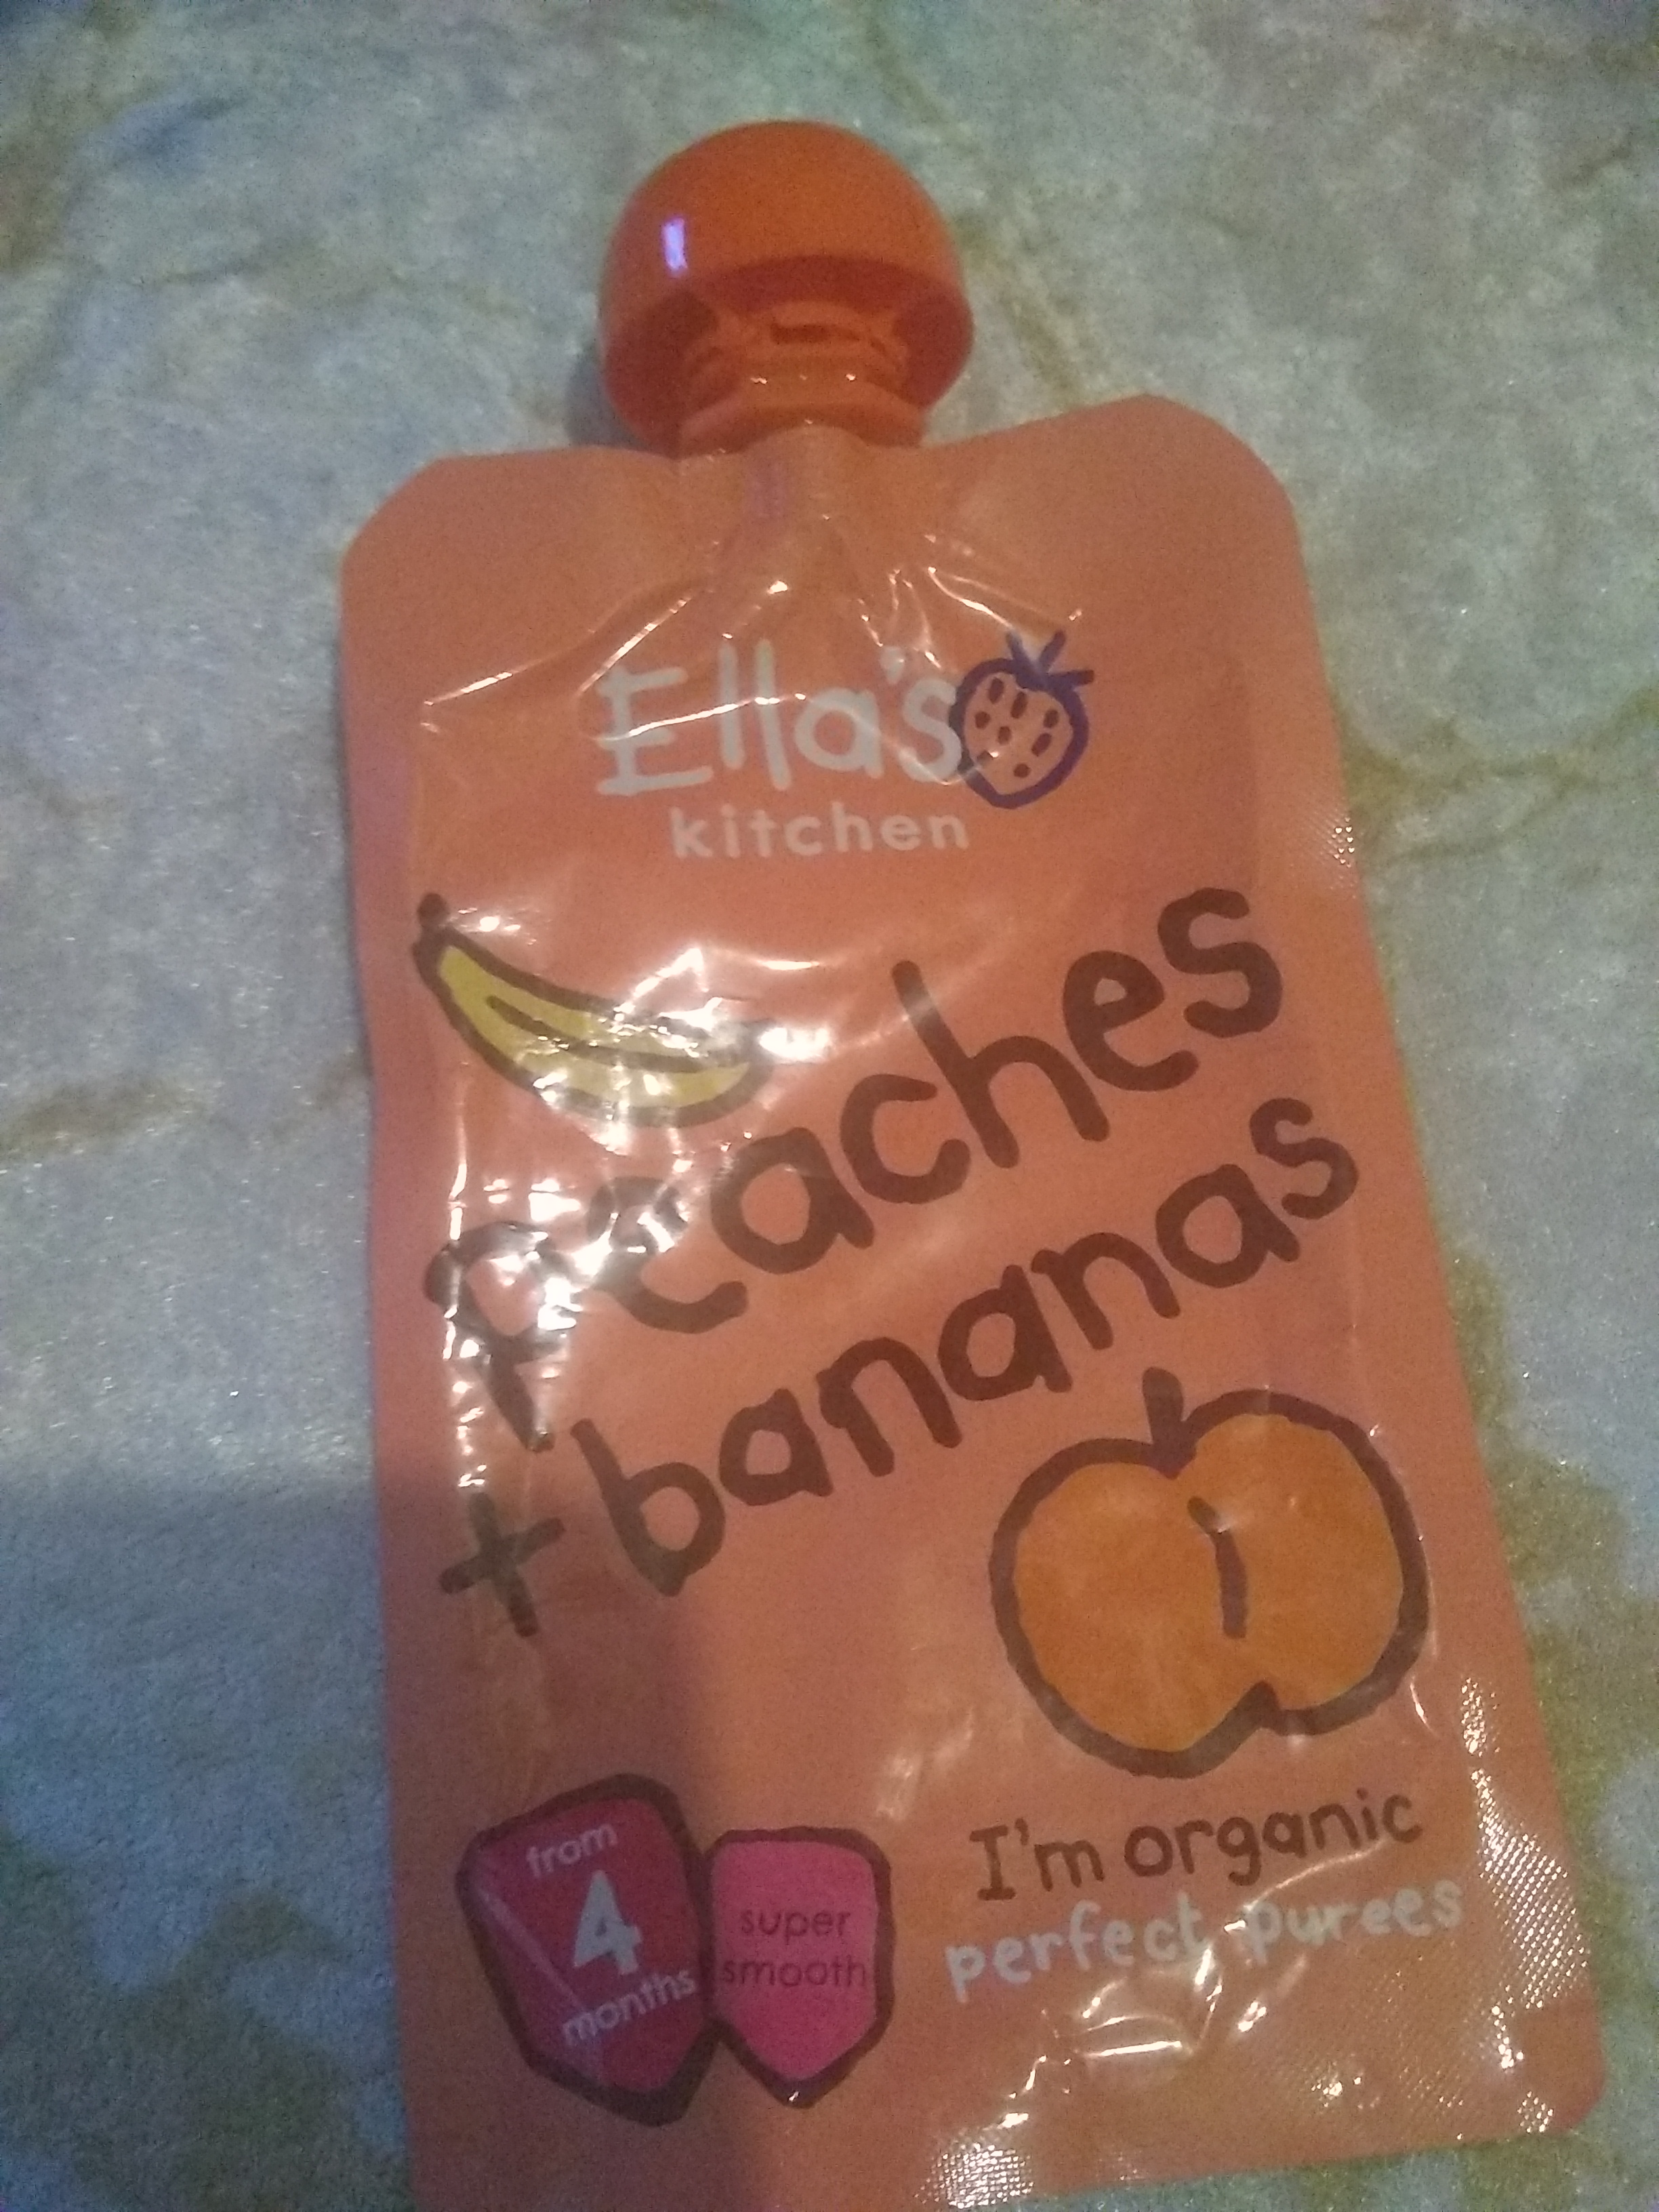 Ella's
kitchen
peaches
+ bananas
from
4
months
super
smooth
I'm organic
perfect purees